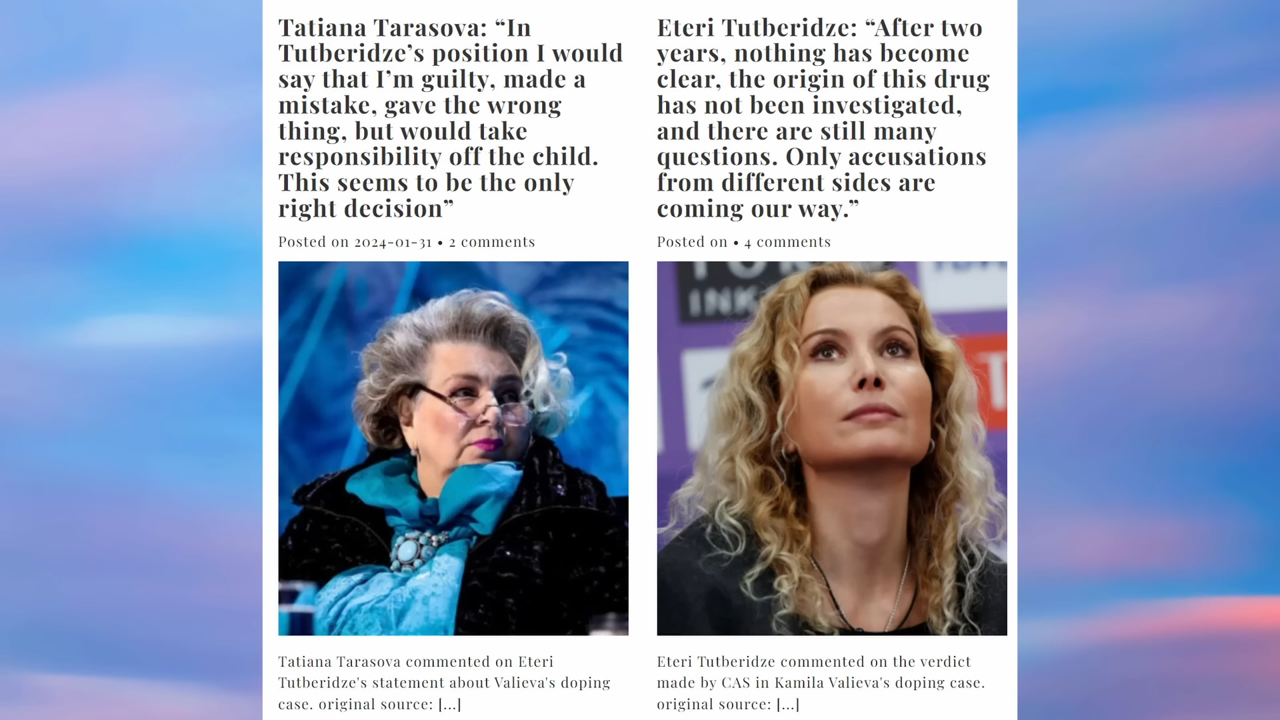 Tatiana Tarasova: “In
Tutberidze’s position I would
say that I’m guilty, made a
mistake, gave the wrong
thing, but would take
responsibility off the child.
This seems to be the only
right decision”
Posted on 2024-01-31 • 2 comments
Tatiana Tarasova commented on Eteri
Tutberidze's statement about Valieva's doping
case. original source: [...]
Eteri Tutberidze: “After two
years, nothing has become
clear, the origin of this drug
has not been investigated,
and there are still many
questions. Only accusations
from different sides are
coming our way.”
Posted on • 4 comments
INK
Eteri Tutberidze commented on the verdict
made by CAS in Kamila Valieva's doping case.
original source: [...]